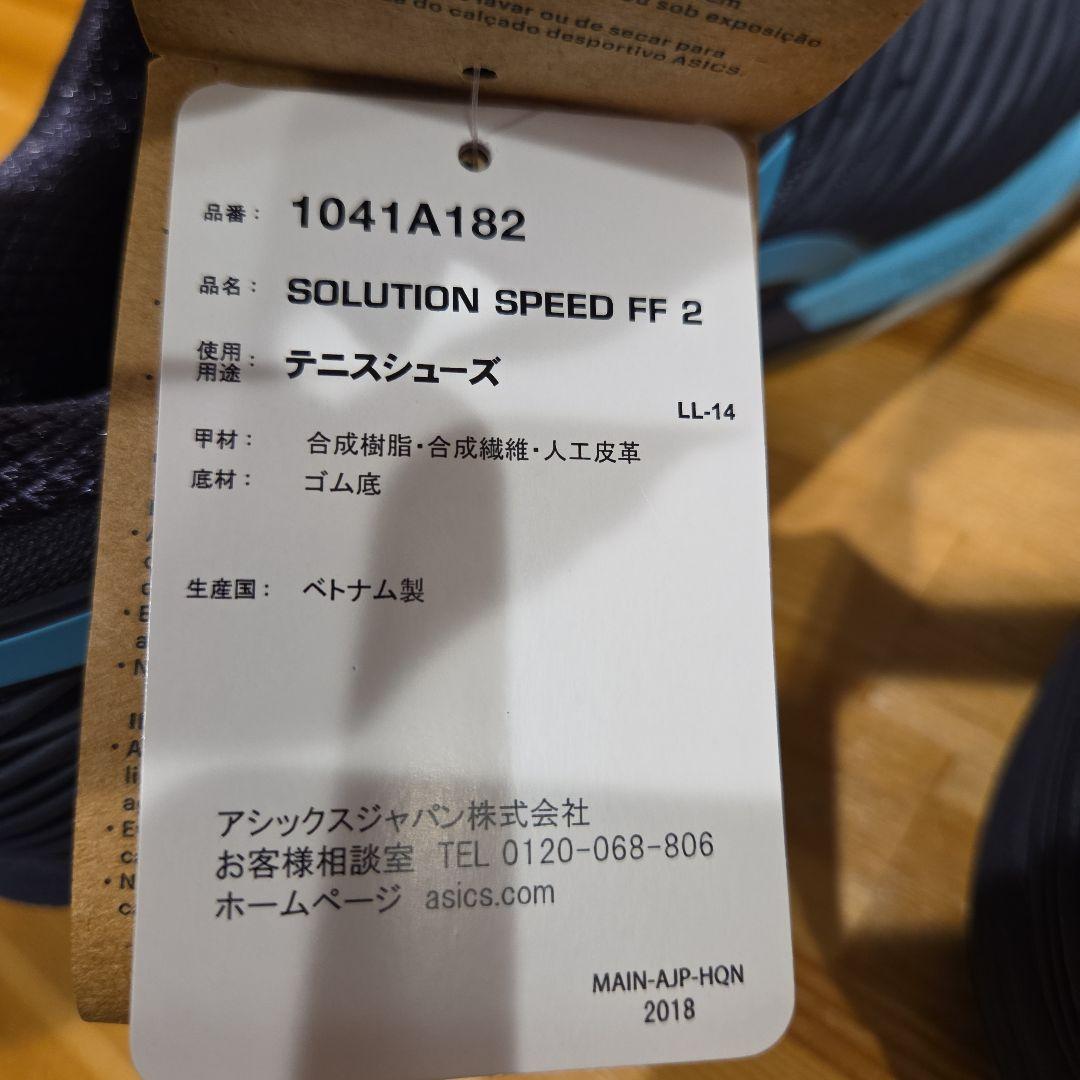 lavar ou de secar para
sob exposição
do calçado desportivo ASICS.
品番： 1041A182
品名： SOLUTION SPEED FF 2
使用
用途： テニスシューズ
LL-14
甲材： 合成樹脂・合成繊維・人工皮革
底材： ゴム底
生産国： ベトナム製
アシックスジャパン株式会社
お客様相談室 TEL 0120-068-806
ホームページ asics.com
MAIN-AJP-HQN
2018